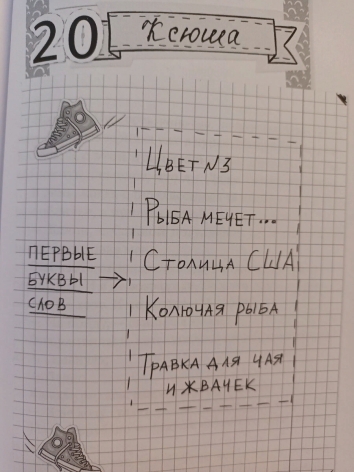 20 Ксюша
Цвет №3
Рыба мечет...
Столица США
Колючая рыба
Травка для чая
и жвачек
Первые
буквы
слов